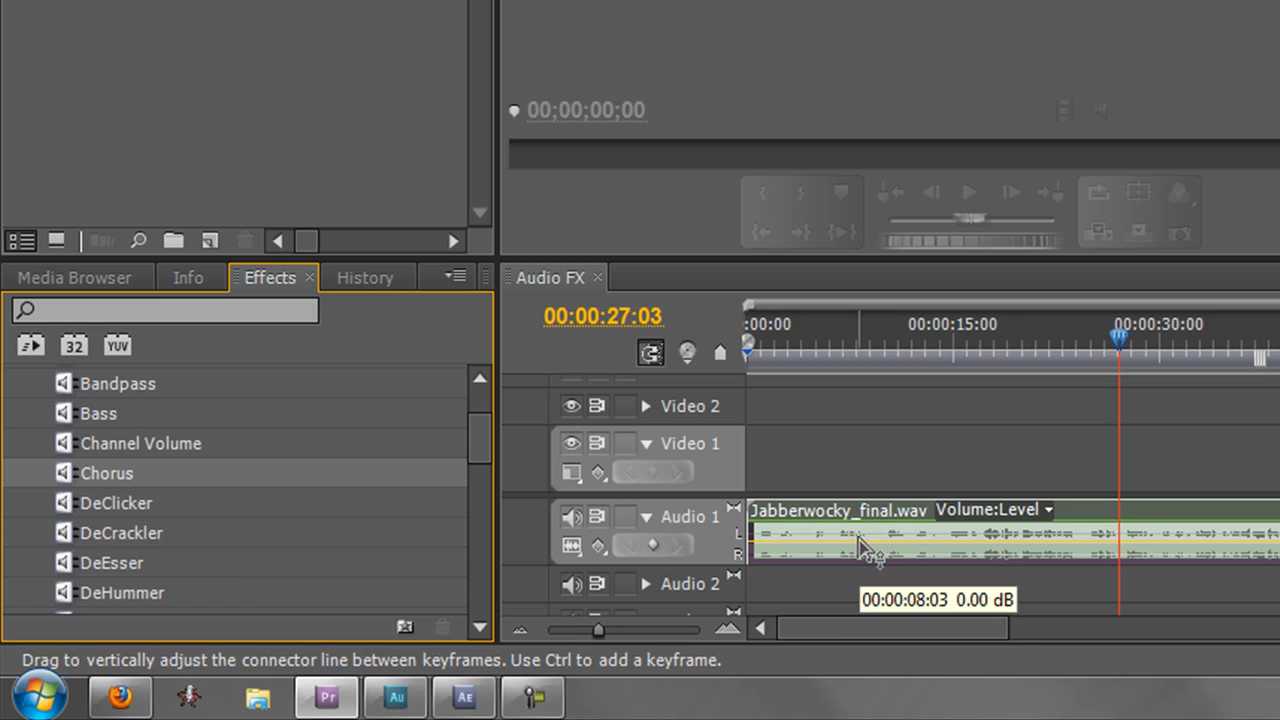 00;00;00;00
Media Browser
Info
Effects
History
Audio FX
00:00:27:03
:00:00
00:00:15:00
00:00:30:00
32
YUV
Bandpass
Bass
Channel Volume
Chorus
DeClicker
DeCrackler
DeEsser
DeHummer
Video 2
Video 1
Audio 1
L
R
Jabberwocky_final.wav Volume:Level
Audio 2
00:00:08:03 0.00 dB
Drag to vertically adjust the connector line between keyframes. Use Ctrl to add a keyframe.
Pr
Au
AE